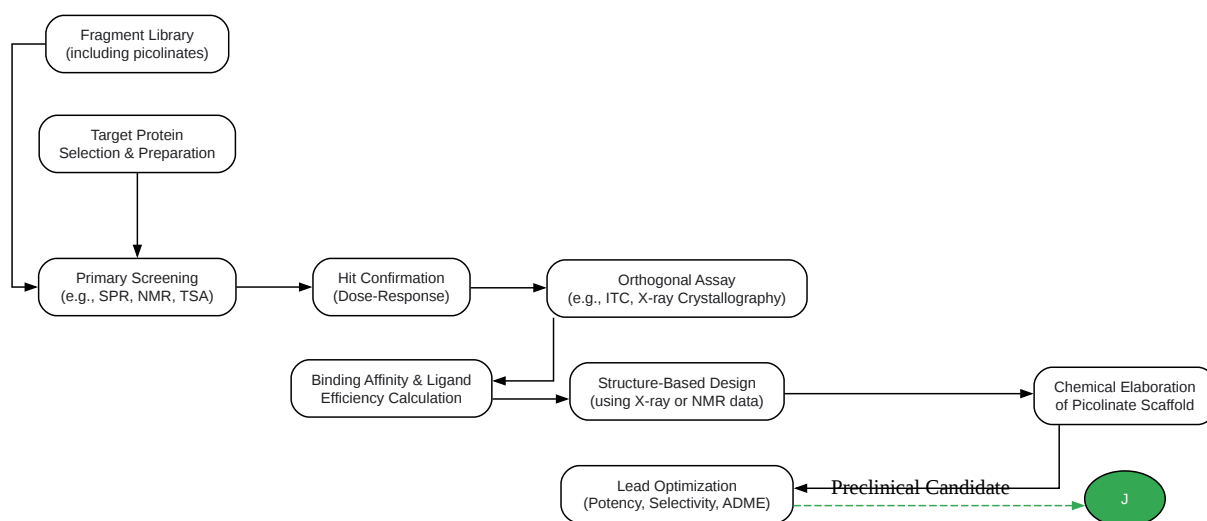 Fragment Library
(including picolinates)
Target Protein
Selection & Preparation
Primary Screening
(e.g., SPR, NMR, TSA)
Hit Confirmation
(Dose-Response)
Orthogonal Assay
(e.g., ITC, X-ray Crystallography)
Binding Affinity & Ligand
Efficiency Calculation
Structure-Based Design
(using X-ray or NMR data)
Chemical Elaboration
of Picolinate Scaffold
Lead Optimization
(Potency, Selectivity, ADME)
Preclinical Candidate
J